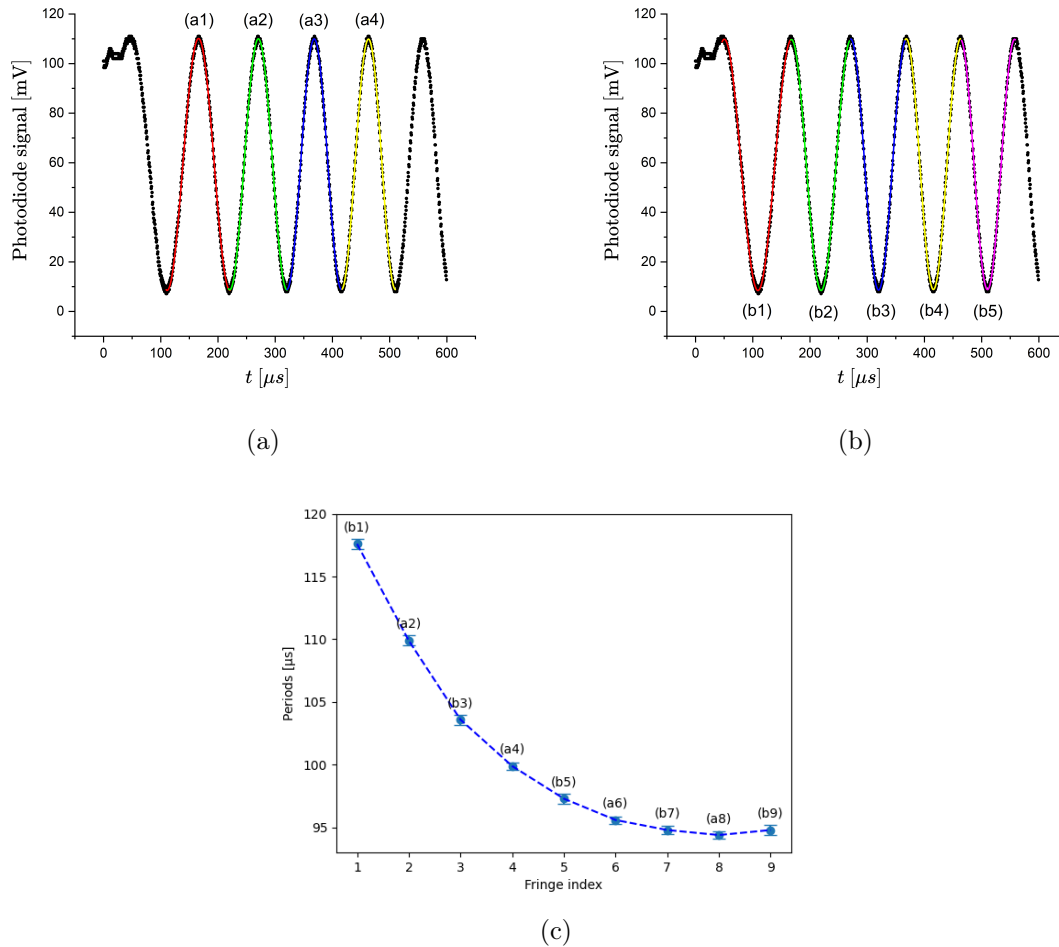 (a1) (a2) (a3) (a4)
120
100
80
60
40
20
0
Photodiode signal [mV]
0 100 200 300 400 500 600
t [μs]
(a)
120
100
80
60
40
20
0
Photodiode signal [mV]
(b1) (b2) (b3) (b4) (b5)
0 100 200 300 400 500 600
t [μs]
(b)
120
115
110
105
100
95
Periods [μs]
(b1)
(a2)
(b3)
(a4)
(b5)
(a6)
(b7)
(a8)
(b9)
1 2 3 4 5 6 7 8 9
Fringe index
(c)